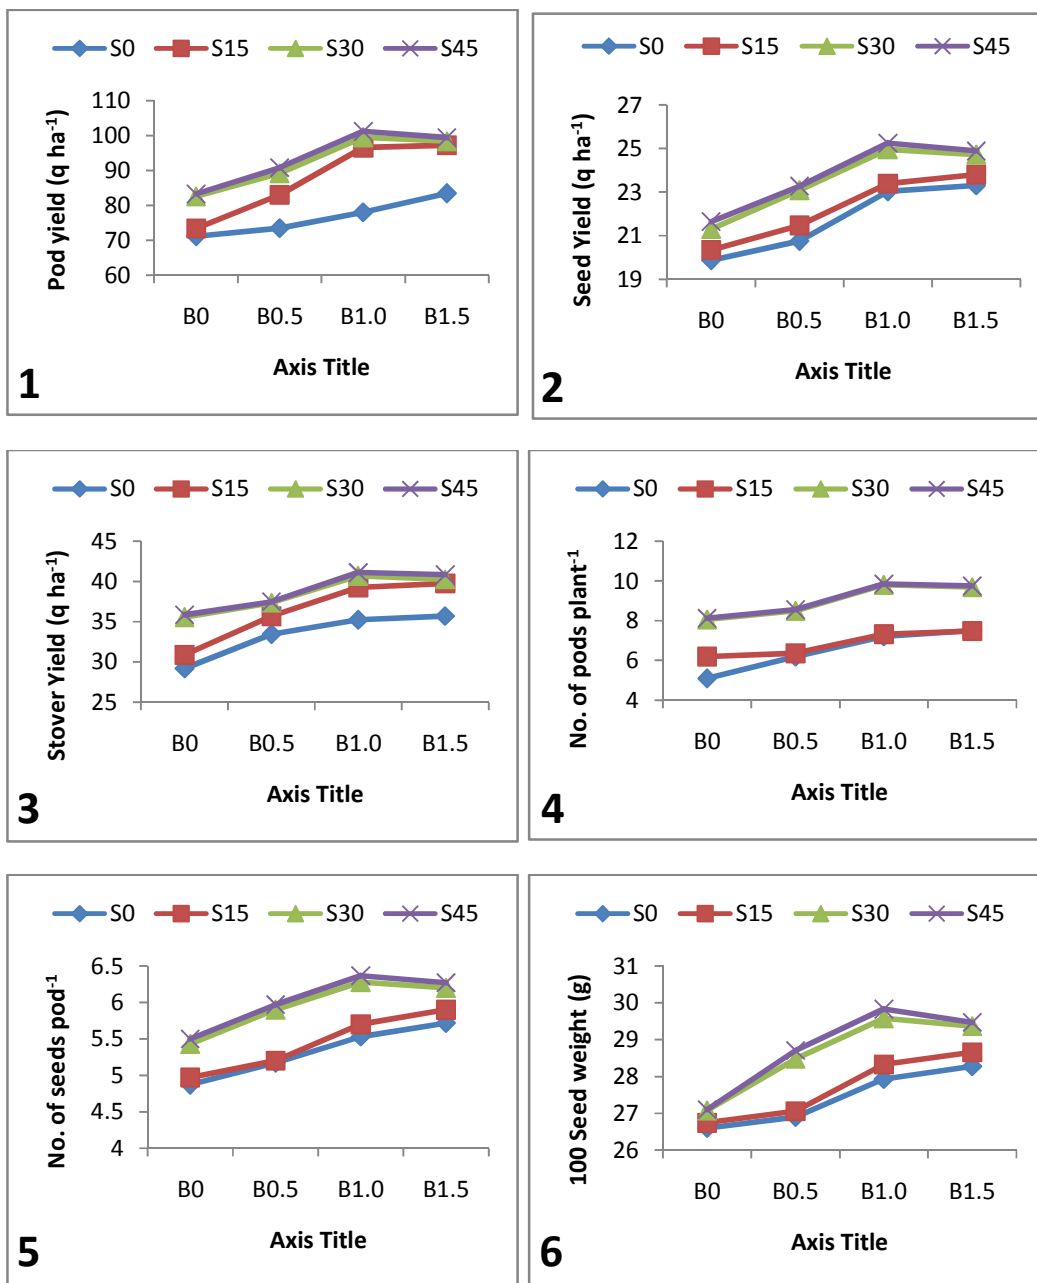 S0 S15 S30 S45
Pod yield (q ha⁻¹)
110
100
90
80
70
60
B0 B0.5 B1.0 B1.5
Axis Title
1
S0 S15 S30 S45
Seed Yield (q ha⁻¹)
27
25
23
21
19
B0 B0.5 B1.0 B1.5
Axis Title
2
S0 S15 S30 S45
Stover Yield (q ha⁻¹)
45
40
35
30
25
B0 B0.5 B1.0 B1.5
Axis Title
3
S0 S15 S30 S45
No. of pods plant⁻¹
12
10
8
6
4
B0 B0.5 B1.0 B1.5
Axis Title
4
S0 S15 S30 S45
No. of seeds pod⁻¹
6.5
6
5.5
5
4.5
4
B0 B0.5 B1.0 B1.5
Axis Title
5
S0 S15 S30 S45
100 Seed weight (g)
31
30
29
28
27
26
B0 B0.5 B1.0 B1.5
Axis Title
6